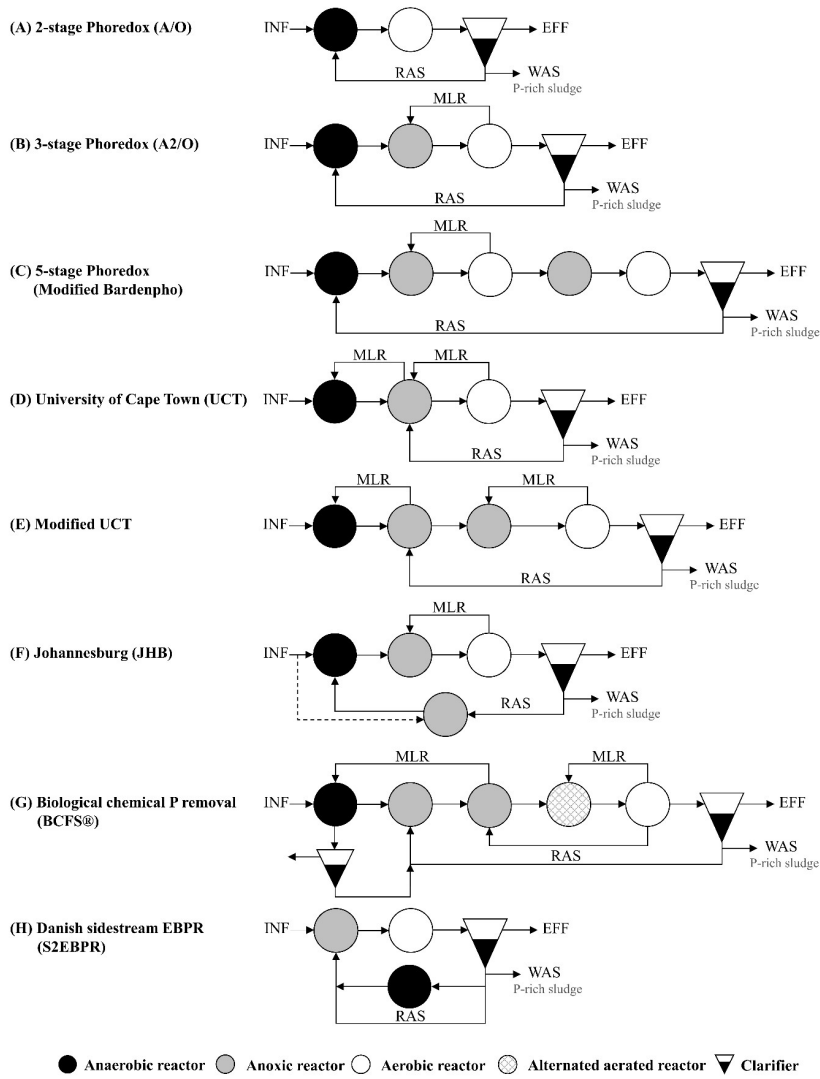 (A) 2-stage Phoredox (A/O)
INF
EFF
RAS
WAS
P-rich sludge
MLR
(B) 3-stage Phoredox (A2/O)
INF
EFF
RAS
WAS
P-rich sludge
MLR
(C) 5-stage Phoredox
(Modified Bardenpho)
INF
EFF
RAS
WAS
P-rich sludge
MLR
MLR
(D) University of Cape Town (UCT)
INF
EFF
RAS
WAS
P-rich sludge
MLR
MLR
(E) Modified UCT
INF
EFF
RAS
WAS
P-rich sludge
MLR
(F) Johannesburg (JHB)
INF
EFF
RAS
WAS
P-rich sludge
MLR
MLR
(G) Biological chemical P removal
(BCFS®)
INF
EFF
RAS
WAS
P-rich sludge
(H) Danish sidestream EBPR
(S2EBPR)
INF
EFF
WAS
P-rich sludge
RAS
Anaerobic reactor
Anoxic reactor
Aerobic reactor
Alternated aerated reactor
Clarifier